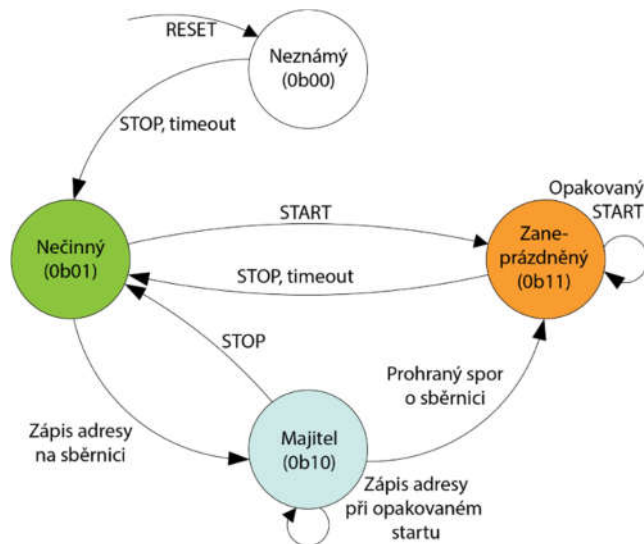 RESET
Neznámý
(0b00)
STOP, timeout
Opakovaný
START
START
Nečinný
(0b01)
Zane-
prázdněný
(0b11)
STOP, timeout
STOP
Prohraný spor
o sběrnici
Zápis adresy
na sběrnici
Majitel
(0b10)
Zápis adresy
při opakovaném
startu